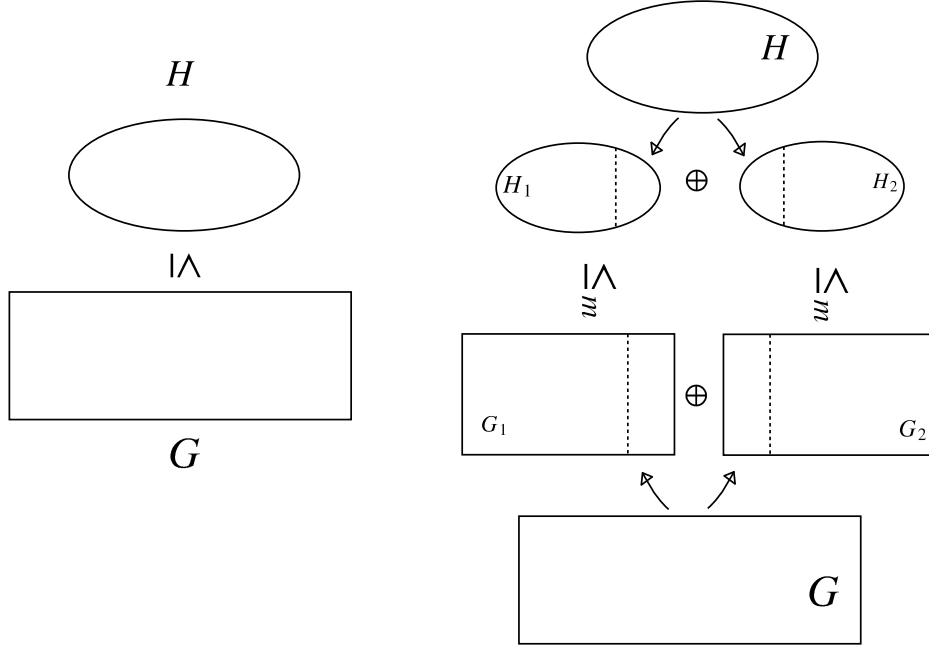 H
H
H₁ ⊕ H₂
≤
≤m ≤m
G₁ ⊕ G₂
G
G